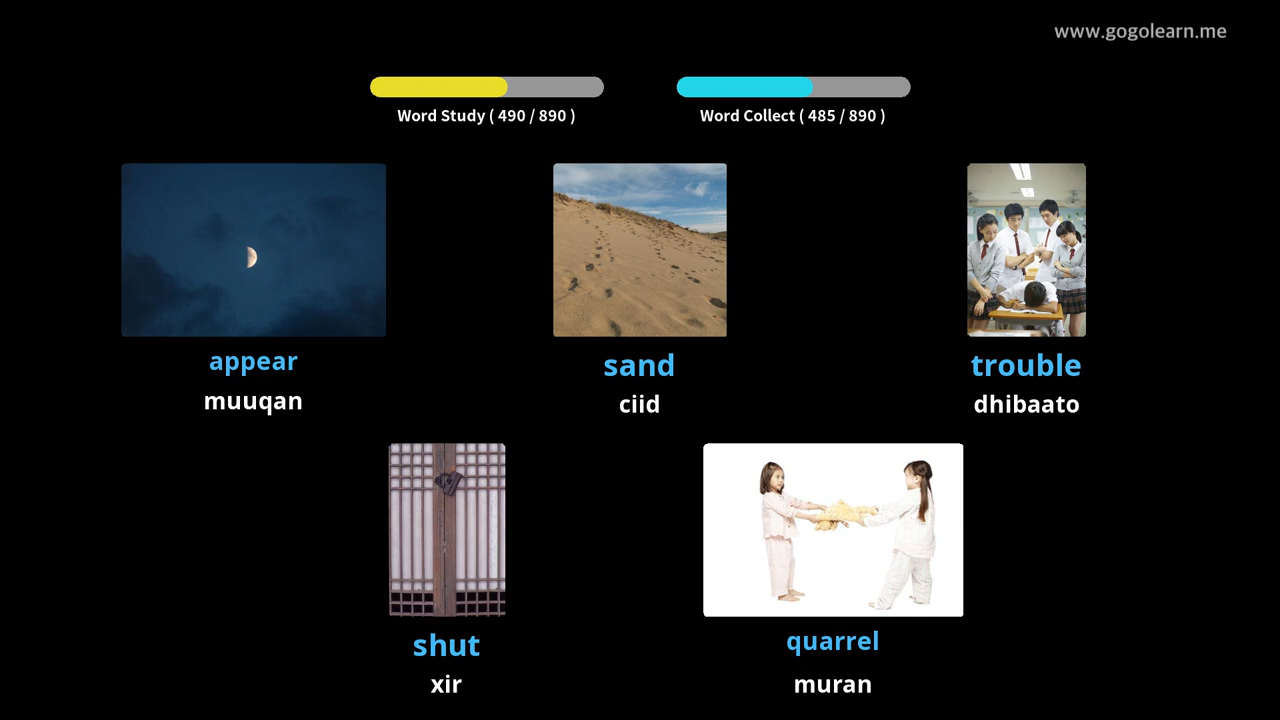 www.gogolearn.me
Word Study ( 490 / 890 )
Word Collect ( 485 / 890 )
appear
muuqan
sand
ciid
trouble
dhibaato
shut
xir
quarrel
muran